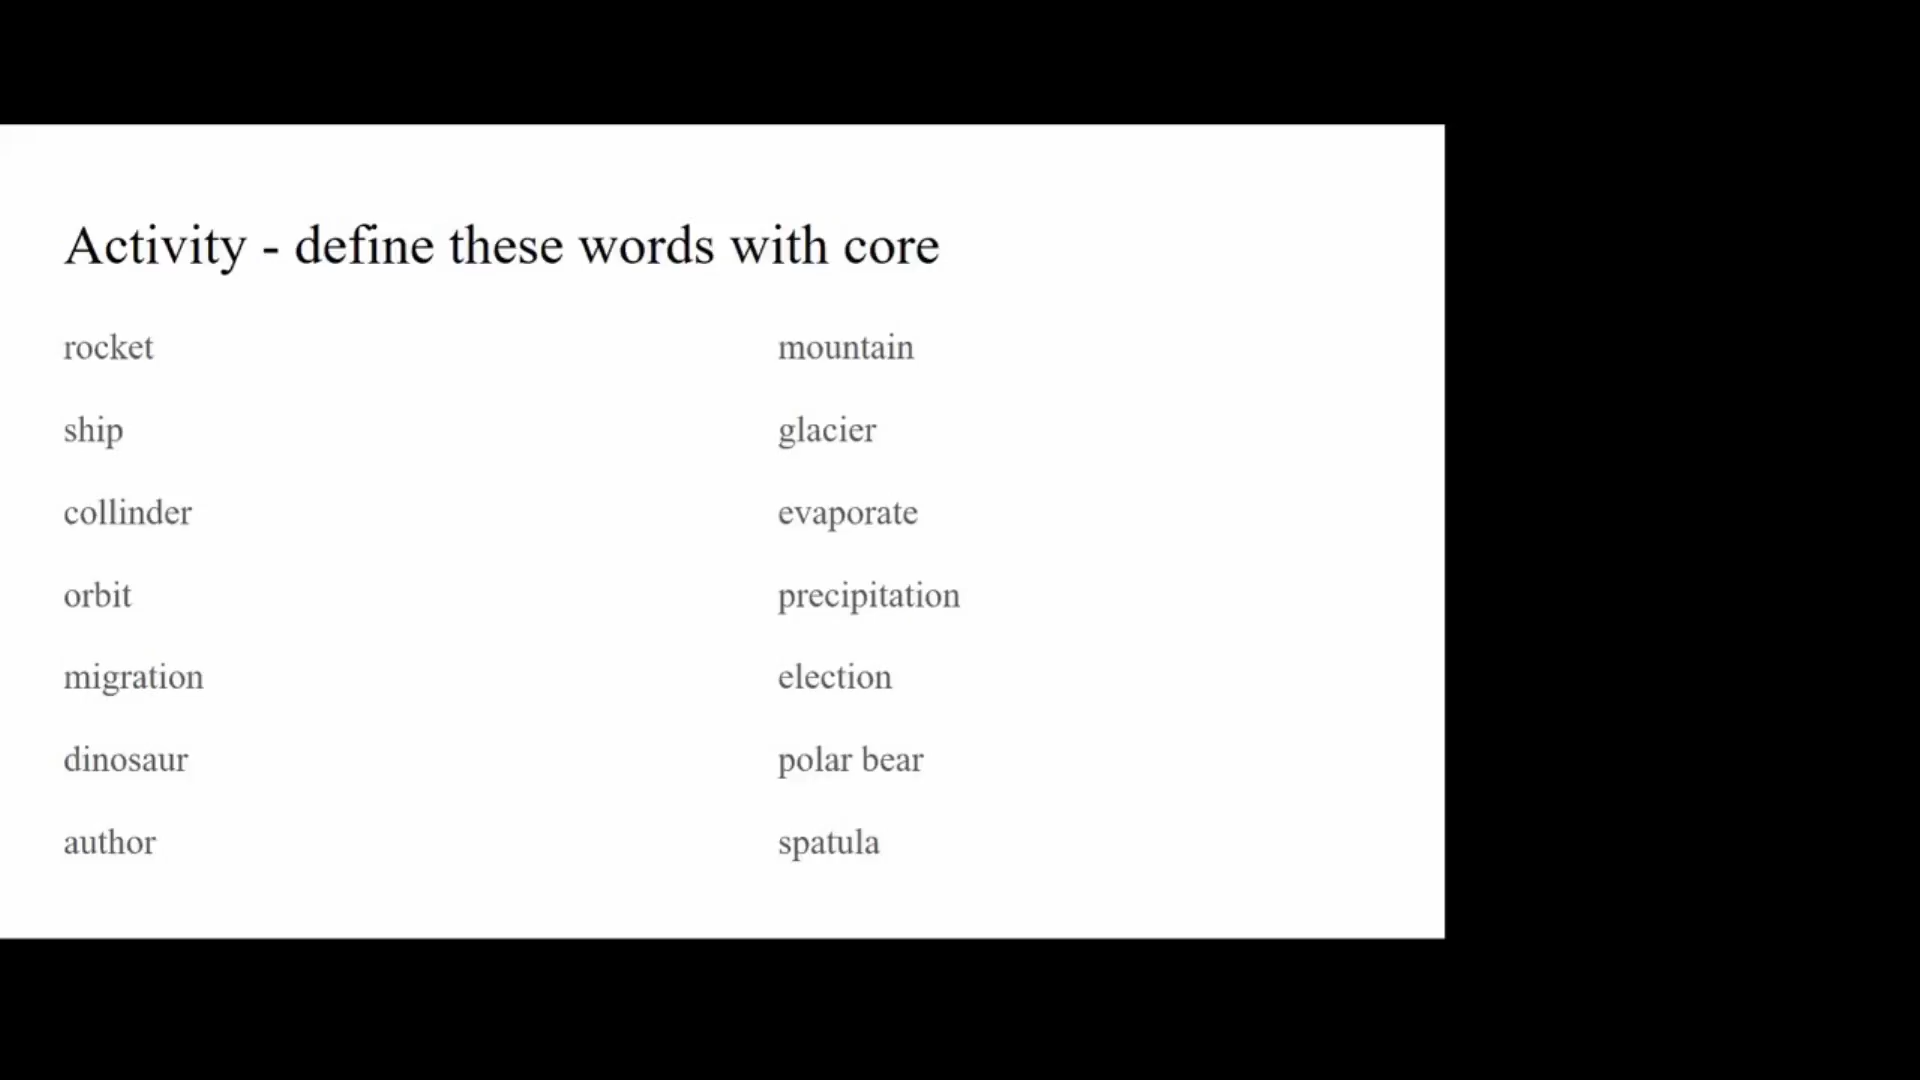 Activity - define these words with core
rocket
ship
collinder
orbit
migration
dinosaur
author
mountain
glacier
evaporate
precipitation
election
polar bear
spatula